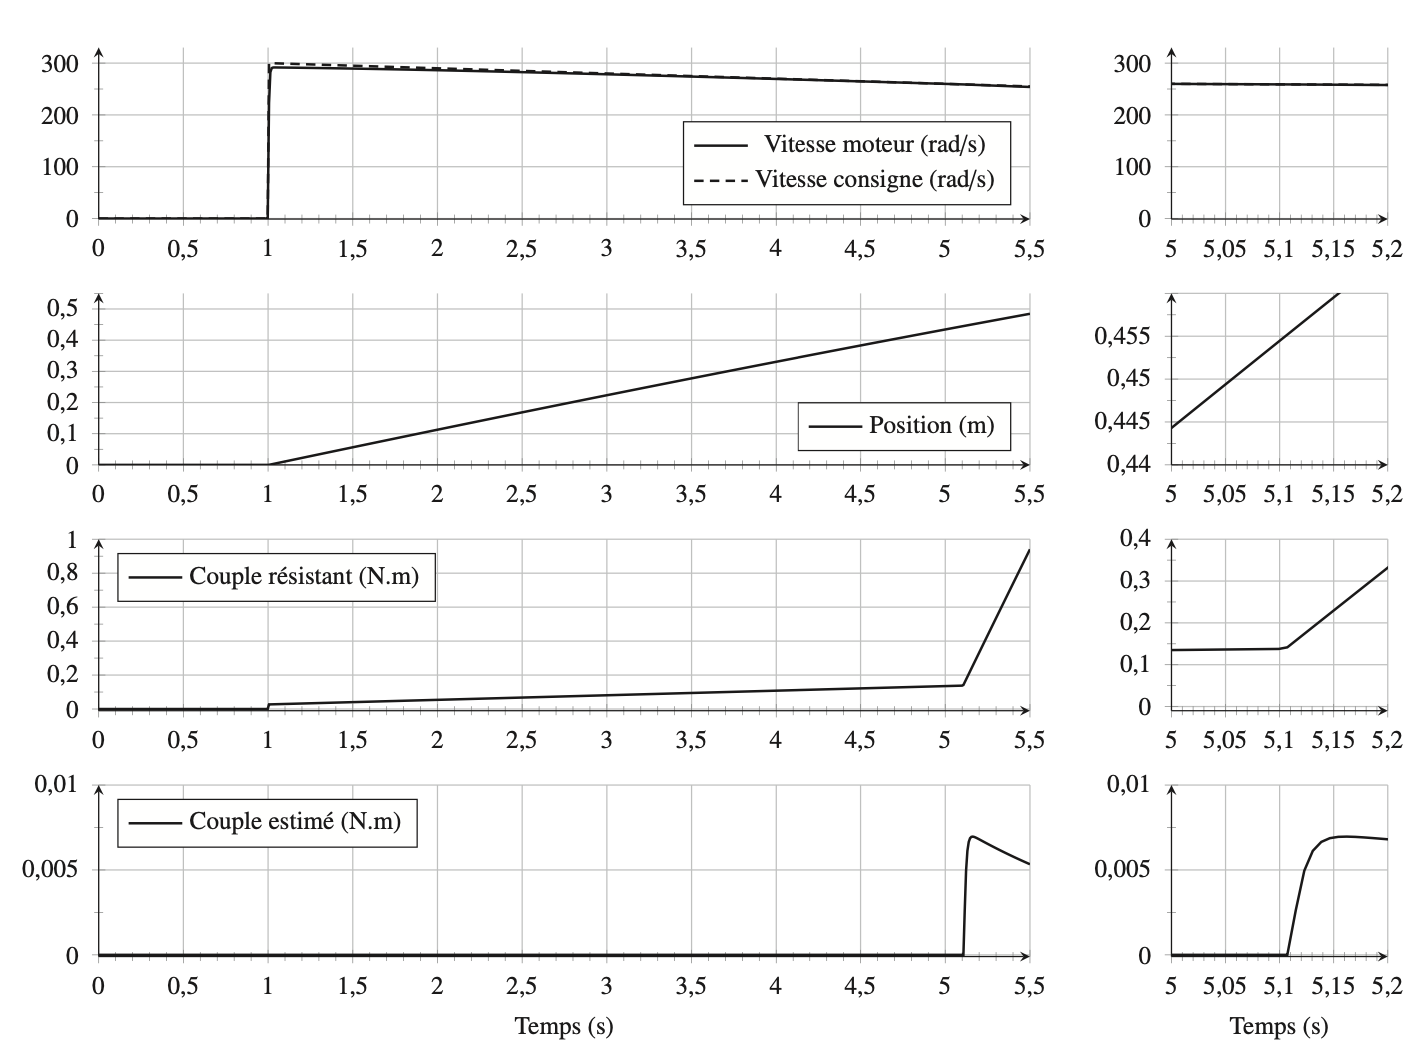 300
200
100
0
0 0,5 1 1,5 2 2,5 3 3,5 4 4,5 5 5,5
Vitesse moteur (rad/s)
Vitesse consigne (rad/s)
300
200
100
0
5 5,05 5,1 5,15 5,2
0,5
0,4
0,3
0,2
0,1
0
0 0,5 1 1,5 2 2,5 3 3,5 4 4,5 5 5,5
Position (m)
0,455
0,45
0,445
0,44
5 5,05 5,1 5,15 5,2
1
0,8
0,6
0,4
0,2
0
0 0,5 1 1,5 2 2,5 3 3,5 4 4,5 5 5,5
Couple résistant (N.m)
0,4
0,3
0,2
0,1
0
5 5,05 5,1 5,15 5,2
0,01
0,005
0
0 0,5 1 1,5 2 2,5 3 3,5 4 4,5 5 5,5
Couple estimé (N.m)
Temps (s)
0,01
0,005
0
5 5,05 5,1 5,15 5,2
Temps (s)